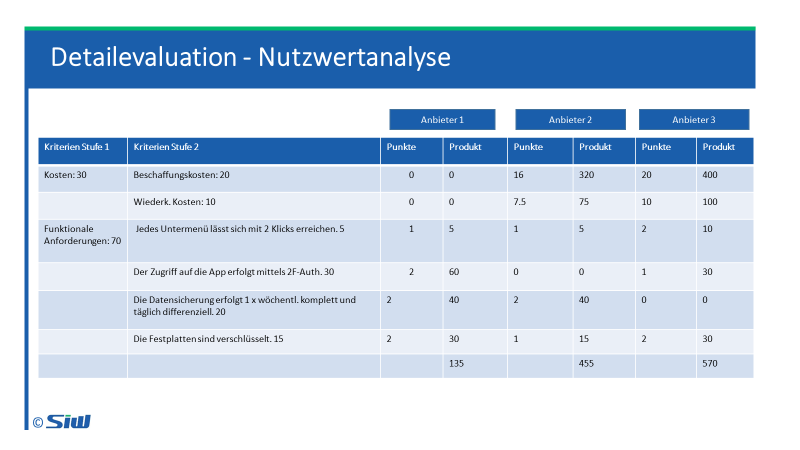 Detailevaluation - Nutzwertanalyse
Anbieter 1 Anbieter 2 Anbieter 3
Kriterien Stufe 1 Kriterien Stufe 2 Punkte Produkt Punkte Produkt Punkte Produkt
Kosten: 30 Beschaffungskosten: 20 0 0 16 320 20 400
Wiederk. Kosten: 10 0 0 7.5 75 10 100
Funktionale Jedes Untermenü lässt sich mit 2 Klicks erreichen. 5 1 5 1 5 2 10
Anforderungen: 70
Der Zugriff auf die App erfolgt mittels 2F-Auth. 30 2 60 0 0 1 30
Die Datensicherung erfolgt 1 x wöchentl. komplett und 2 40 2 40 0 0
täglich differenziell. 20
Die Festplatten sind verschlüsselt. 15 2 30 1 15 2 30
135 455 570
© SIW